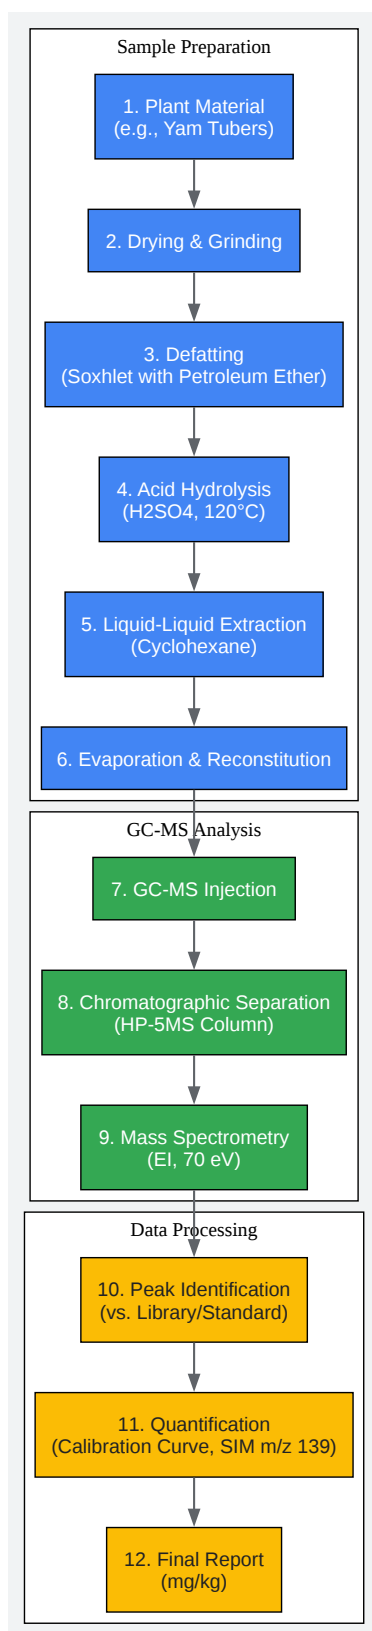 Sample Preparation
1. Plant Material
(e.g., Yam Tubers)
2. Drying & Grinding
3. Defatting
(Soxhlet with Petroleum Ether)
4. Acid Hydrolysis
(H2SO4, 120°C)
5. Liquid-Liquid Extraction
(Cyclohexane)
6. Evaporation & Reconstitution
GC-MS Analysis
7. GC-MS Injection
8. Chromatographic Separation
(HP-5MS Column)
9. Mass Spectrometry
(EI, 70 eV)
Data Processing
10. Peak Identification
(vs. Library/Standard)
11. Quantification
(Calibration Curve, SIM m/z 139)
12. Final Report
(mg/kg)